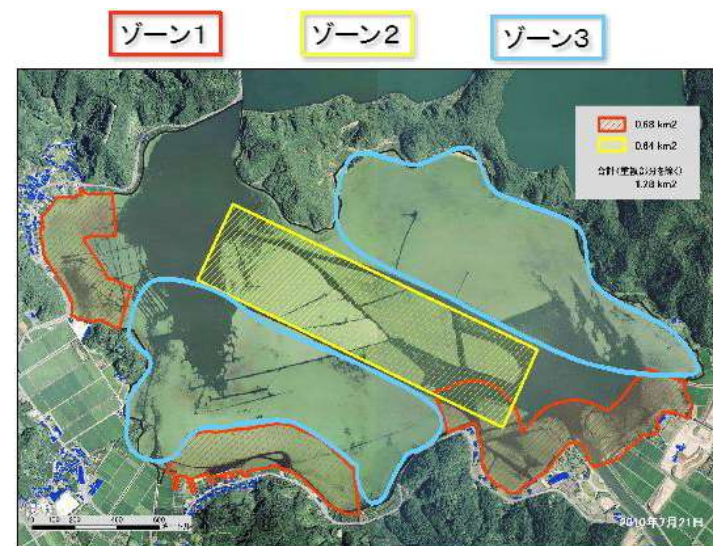 ゾーン1
ゾーン2
ゾーン3
0.68 km2
0.64 km2
合計(重複部分を除く)
1.28 km2
2010年7月21日